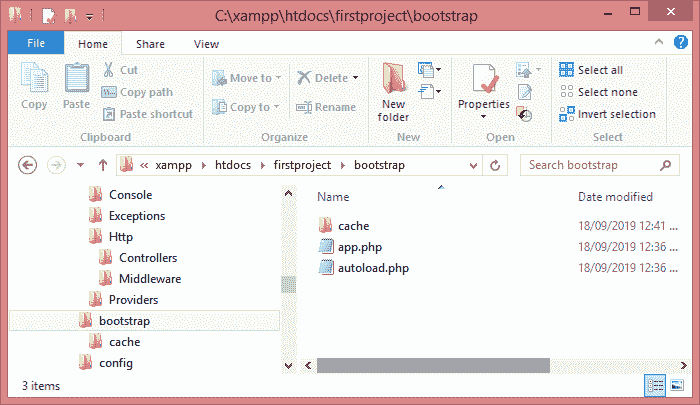 C:\xampp\htdocs\firstproject\bootstrap
File Home Share View
Copy Paste Cut Copy path Paste shortcut
Move to Copy to Delete Rename
New folder
Properties
Select all Select none Invert selection
Clipboard Organize New Open Select
« xampp htdocs firstproject bootstrap Search bootstrap
Console
Exceptions
Http
Controllers
Middleware
Providers
bootstrap
cache
config
Name Date modified
cache 18/09/2019 12:41
app.php 18/09/2019 12:36
autoload.php 18/09/2019 12:36
3 items